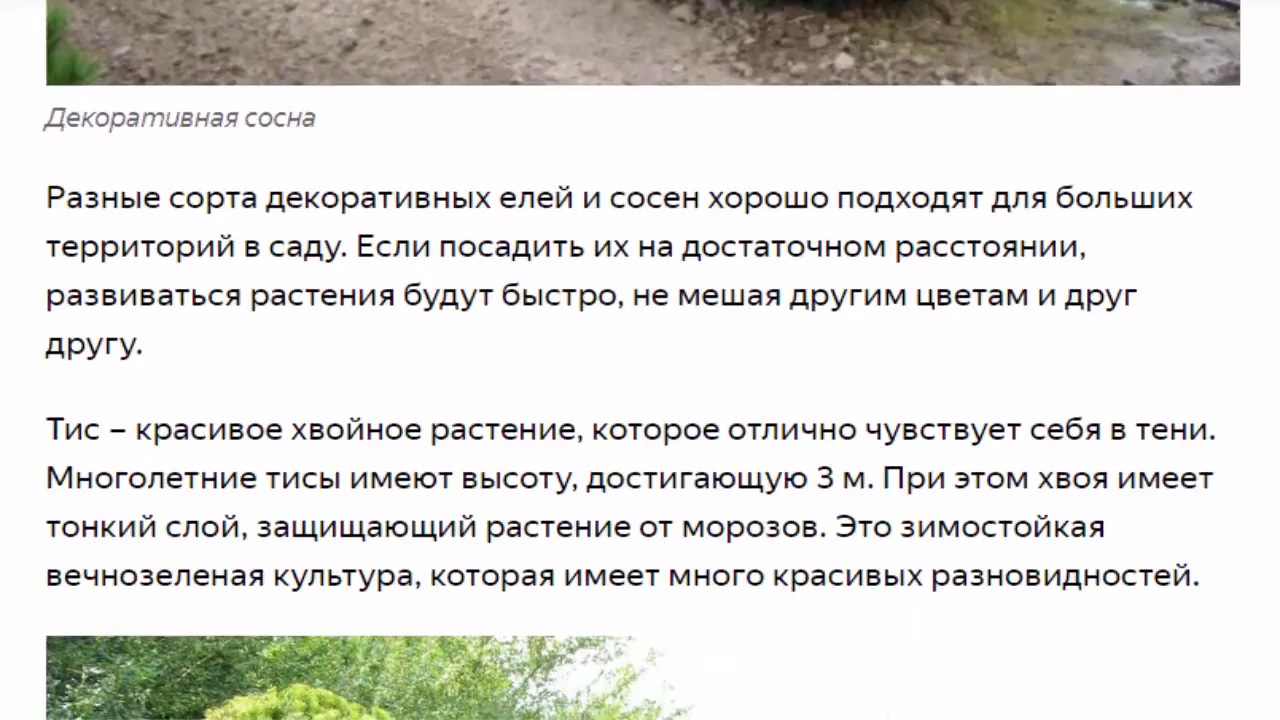 Декоративная сосна
Разные сорта декоративных елей и сосен хорошо подходят для больших
территорий в саду. Если посадить их на достаточном расстоянии,
развиваться растения будут быстро, не мешая другим цветам и друг
другу.
Тис – красивое хвойное растение, которое отлично чувствует себя в тени.
Многолетние тисы имеют высоту, достигающую 3 м. При этом хвоя имеет
тонкий слой, защищающий растение от морозов. Это зимостойкая
вечнозеленая культура, которая имеет много красивых разновидностей.